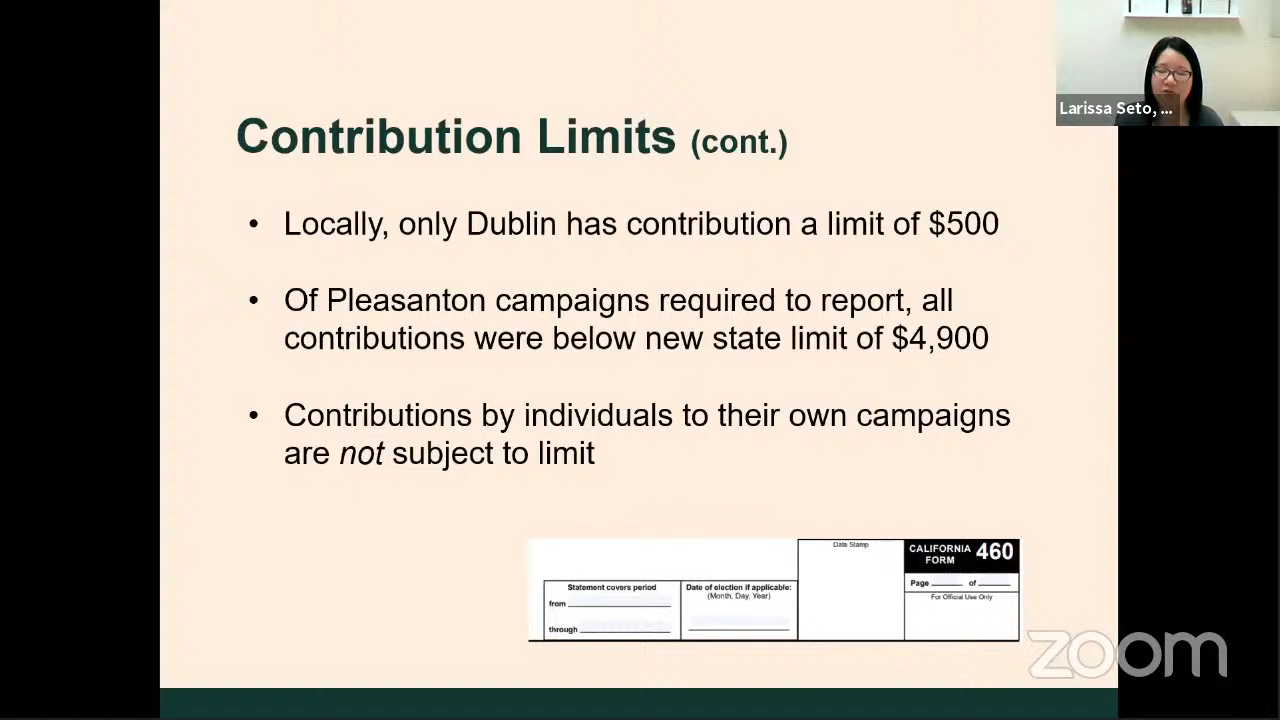 Larissa Seto, ...
Contribution Limits (cont.)
• Locally, only Dublin has contribution a limit of $500
• Of Pleasanton campaigns required to report, all
contributions were below new state limit of $4,900
• Contributions by individuals to their own campaigns
are not subject to limit
Date Stamp
CALIFORNIA
FORM 460
Page of
For Official Use Only
Statement covers period
from
through
Date of election if applicable:
(Month, Day, Year)
zoom